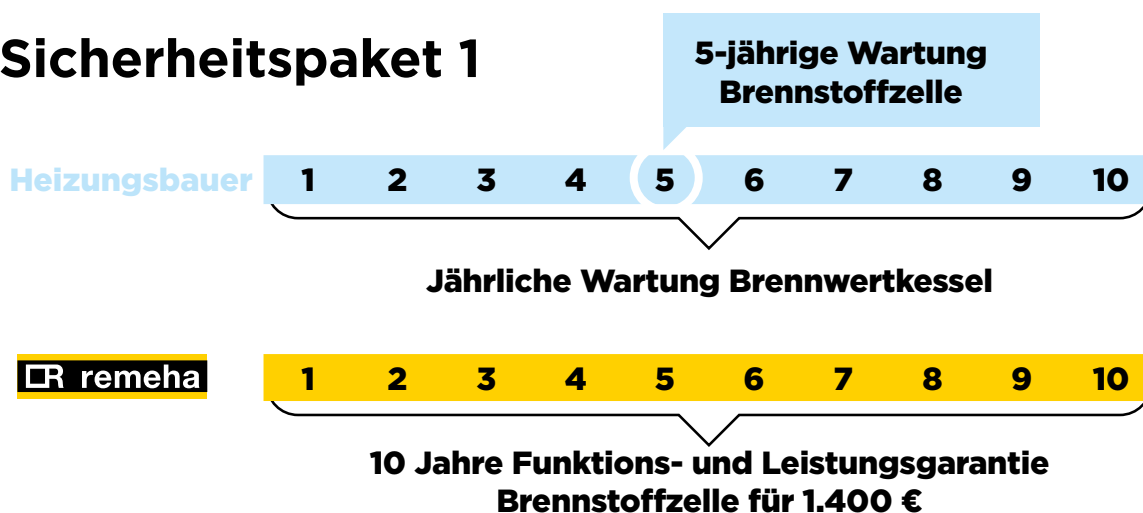 Sicherheitspaket 1
5-jährige Wartung
Brennstoffzelle
Heizungsbauer 1 2 3 4 5 6 7 8 9 10
Jährliche Wartung Brennwertkessel
remeha 1 2 3 4 5 6 7 8 9 10
10 Jahre Funktions- und Leistungsgarantie
Brennstoffzelle für 1.400 €